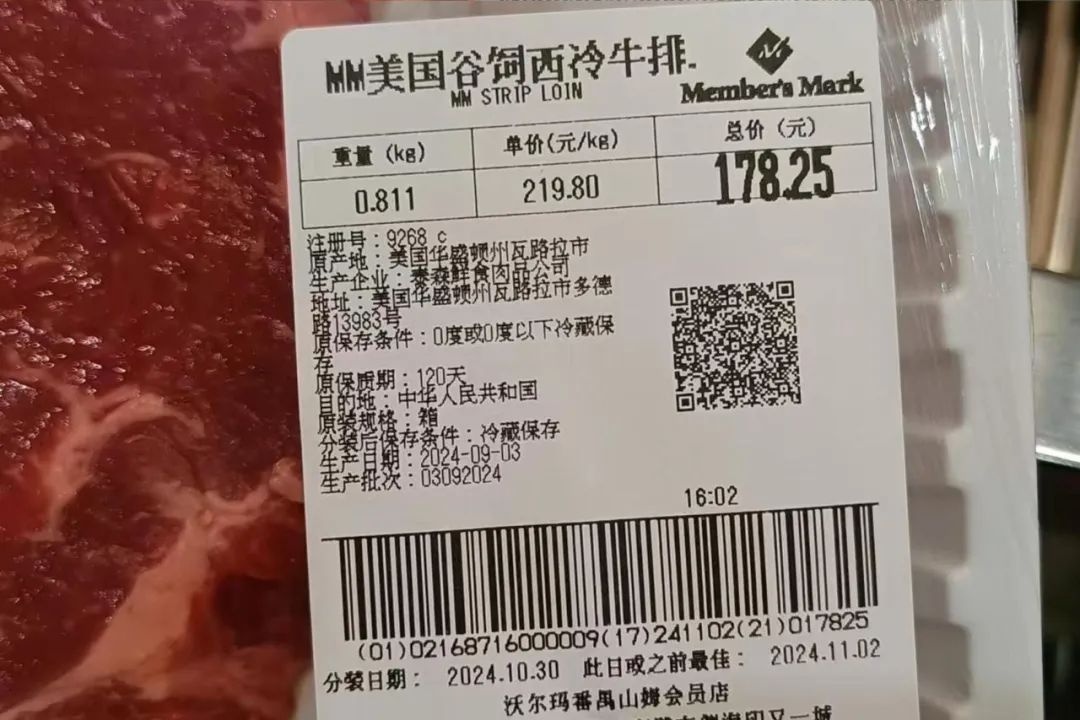 MM美国谷饲西冷牛排.
MM STRIP LOIN
Member's Mark
重量 (kg) 单价(元/kg) 总价 (元)
0.811 219.80 178.25
注册号：9268 c
原产地：美国华盛顿州瓦路拉市
生产企业：泰森鲜食肉品公司
地址：美国华盛顿州瓦路拉市多德
路13983号
原保存条件：0度或0度以下冷藏保
存
原保质期：120天
目的地：中华人民共和国
原装规格：箱
分装后保存条件：冷藏保存
生产日期：2024-09-03
生产批次：03092024
16:02
(01)02168716000009(17)241102(21)017825
分装日期： 2024.10.30 此日或之前最佳： 2024.11.02
沃尔玛番禺山姆会员店